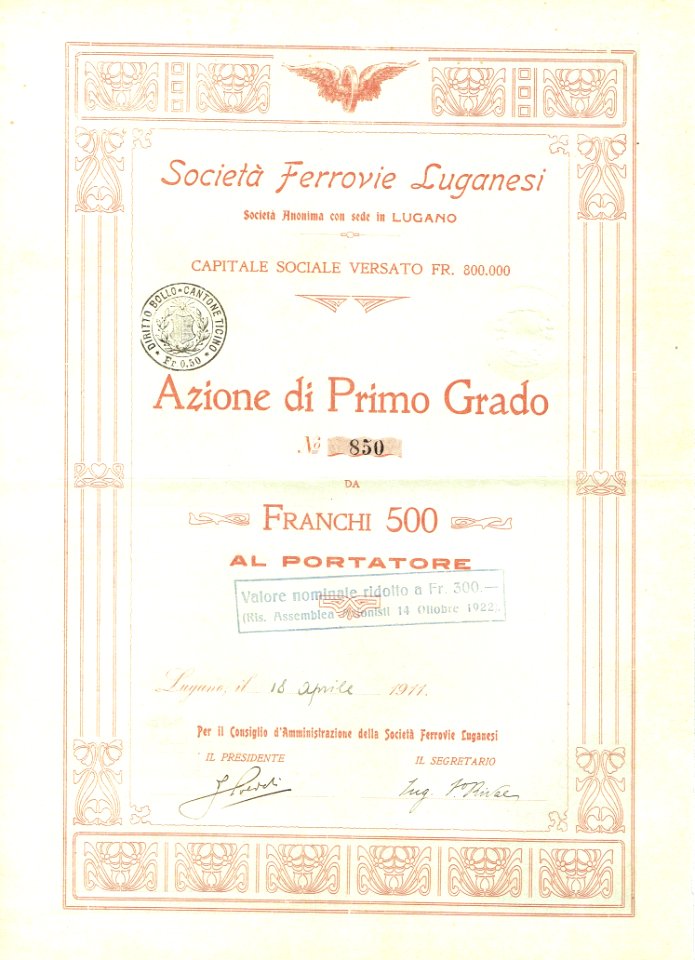 Società Ferrovie Luganesi
Società Anonima con sede in LUGANO
CAPITALE SOCIALE VERSATO FR. 800.000
DIRITTO BOLLO * CANTONE TICINO *
Fr 0,50
Azione di Primo Grado
No 850
DA
FRANCHI 500
AL PORTATORE
Valore nominale ridotto a Fr. 300.—
(Ris. Assemblea Azionisti 14 Ottobre 1922).
Lugano, il 18 aprile 1911.
Per il Consiglio d'Amministrazione della Società Ferrovie Luganesi
IL PRESIDENTE IL SEGRETARIO
Ing.